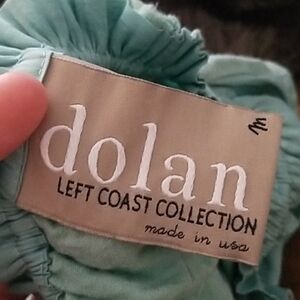 dolan
M
LEFT COAST COLLECTION
made in usa